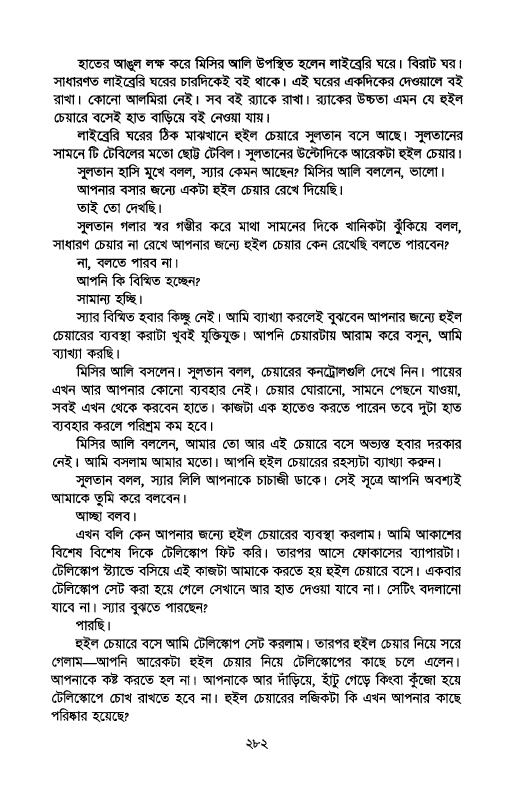 হাতের আঙুল লক্ষ করে মিসির আলি উপস্থিত হলেন লাইব্রেরি ঘরে। বিরাট ঘর।
সাধারণত লাইব্রেরি ঘরের চারদিকেই বই থাকে। এই ঘরের একদিকের দেওয়ালে বই
রাখা। কোনো আলমিরা নেই। সব বই র‍্যাকে রাখা। র‍্যাকের উচ্চতা এমন যে হুইল
চেয়ারে বসেই হাত বাড়িয়ে বই নেওয়া যায়।
লাইব্রেরি ঘরের ঠিক মাঝখানে হুইল চেয়ারে সুলতান বসে আছে। সুলতানের
সামনে টি টেবিলের মতো ছোট্ট টেবিল। সুলতানের উল্টোদিকে আরেকটা হুইল চেয়ার।
সুলতান হাসি মুখে বলল, স্যার কেমন আছেন? মিসির আলি বললেন, ভালো।
আপনার বসার জন্যে একটা হুইল চেয়ার রেখে দিয়েছি।
তাই তো দেখছি।
সুলতান গলার স্বর গম্ভীর করে মাথা সামনের দিকে খানিকটা ঝুঁকিয়ে বলল,
সাধারণ চেয়ার না রেখে আপনার জন্যে হুইল চেয়ার কেন রেখেছি বলতে পারবেন?
না, বলতে পারব না।
আপনি কি বিস্মিত হচ্ছেন?
সামান্য হচ্ছি।
স্যার বিস্মিত হবার কিচ্ছু নেই। আমি ব্যাখ্যা করলেই বুঝবেন আপনার জন্যে হুইল
চেয়ারের ব্যবস্থা করাটা খুবই যুক্তিযুক্ত। আপনি চেয়ারটায় আরাম করে বসুন, আমি
ব্যাখ্যা করছি।
মিসির আলি বসলেন। সুলতান বলল, চেয়ারের কনট্রোলগুলি দেখে নিন। পায়ের
এখন আর আপনার কোনো ব্যবহার নেই। চেয়ার ঘোরানো, সামনে পেছনে যাওয়া,
সবই এখন থেকে করবেন হাতে। কাজটা এক হাতেও করতে পারেন তবে দুটা হাত
ব্যবহার করলে পরিশ্রম কম হবে।
মিসির আলি বললেন, আমার তো আর এই চেয়ারে বসে অভ্যস্ত হবার দরকার
নেই। আমি বসলাম আমার মতো। আপনি হুইল চেয়ারের রহস্যটা ব্যাখ্যা করুন।
সুলতান বলল, স্যার লিলি আপনাকে চাচাজী ডাকে। সেই সূত্রে আপনি অবশ্যই
আমাকে তুমি করে বলবেন।
আচ্ছা বলব।
এখন বলি কেন আপনার জন্যে হুইল চেয়ারের ব্যবস্থা করলাম। আমি আকাশের
বিশেষ বিশেষ দিকে টেলিস্কোপ ফিট করি। তারপর আসে ফোকাসের ব্যাপারটা।
টেলিস্কোপ স্ট্যান্ডে বসিয়ে এই কাজটা আমাকে করতে হয় হুইল চেয়ারে বসে। একবার
টেলিস্কোপ সেট করা হয়ে গেলে সেখানে আর হাত দেওয়া যাবে না। সেটিং বদলানো
যাবে না। স্যার বুঝতে পারছেন?
পারছি।
হুইল চেয়ারে বসে আমি টেলিস্কোপ সেট করলাম। তারপর হুইল চেয়ার নিয়ে সরে
গেলাম—আপনি আরেকটা হুইল চেয়ার নিয়ে টেলিস্কোপের কাছে চলে এলেন।
আপনাকে কষ্ট করতে হল না। আপনাকে আর দাঁড়িয়ে, হাঁটু গেড়ে কিংবা কুঁজো হয়ে
টেলিস্কোপে চোখ রাখতে হবে না। হুইল চেয়ারের লজিকটা কি এখন আপনার কাছে
পরিষ্কার হয়েছে?
২৮২